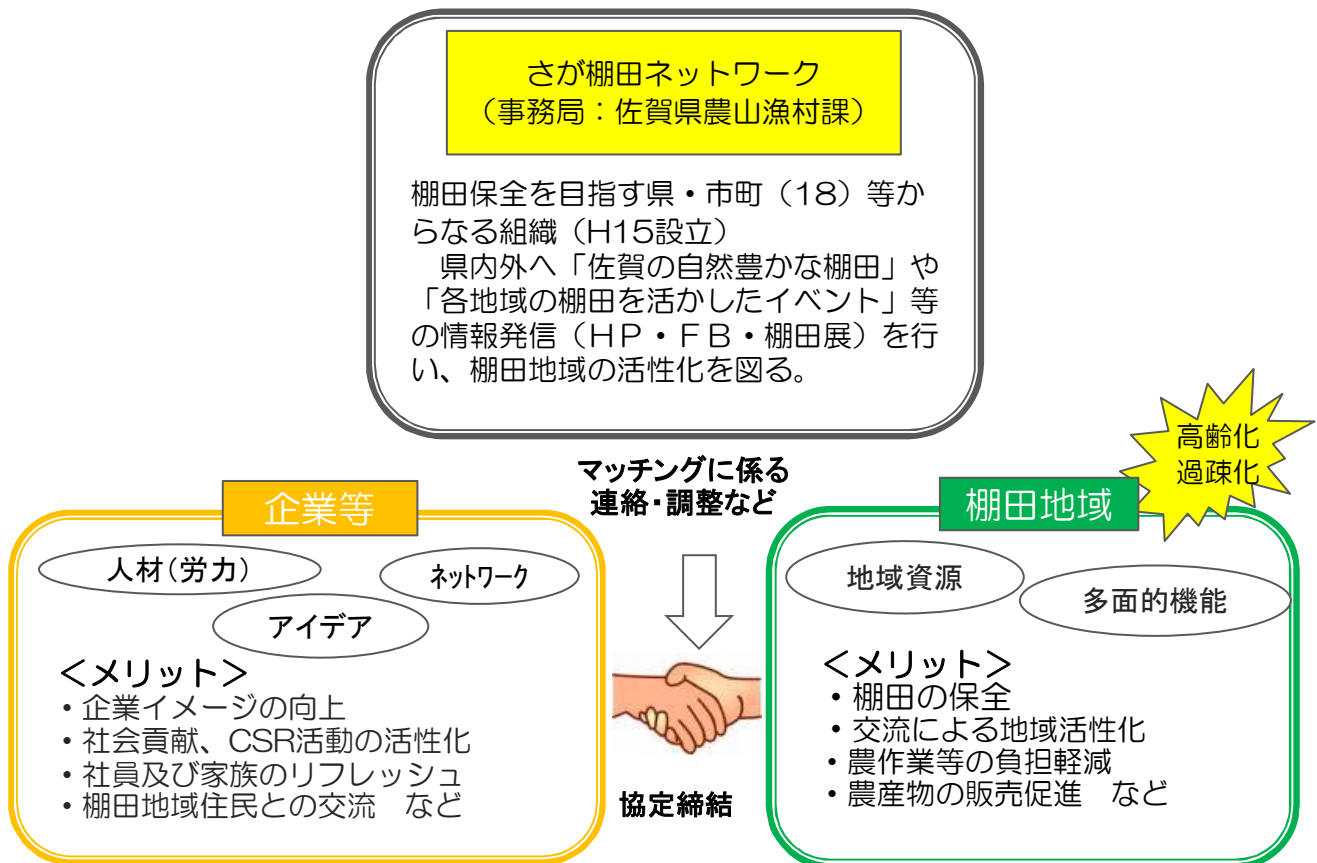 さが棚田ネットワーク
（事務局：佐賀県農山漁村課）
棚田保全を目指す県・市町（18）等か
らなる組織（H15設立）
　県内外へ「佐賀の自然豊かな棚田」や
「各地域の棚田を活かしたイベント」等
の情報発信（ＨＰ・ＦＢ・棚田展）を行
い、棚田地域の活性化を図る。
高齢化
過疎化
マッチングに係る
連絡・調整など
企業等
人材（労力）
ネットワーク
アイデア
＜メリット＞
・企業イメージの向上
・社会貢献、CSR活動の活性化
・社員及び家族のリフレッシュ
・棚田地域住民との交流　など
協定締結
棚田地域
地域資源
多面的機能
＜メリット＞
・棚田の保全
・交流による地域活性化
・農作業等の負担軽減
・農産物の販売促進　など